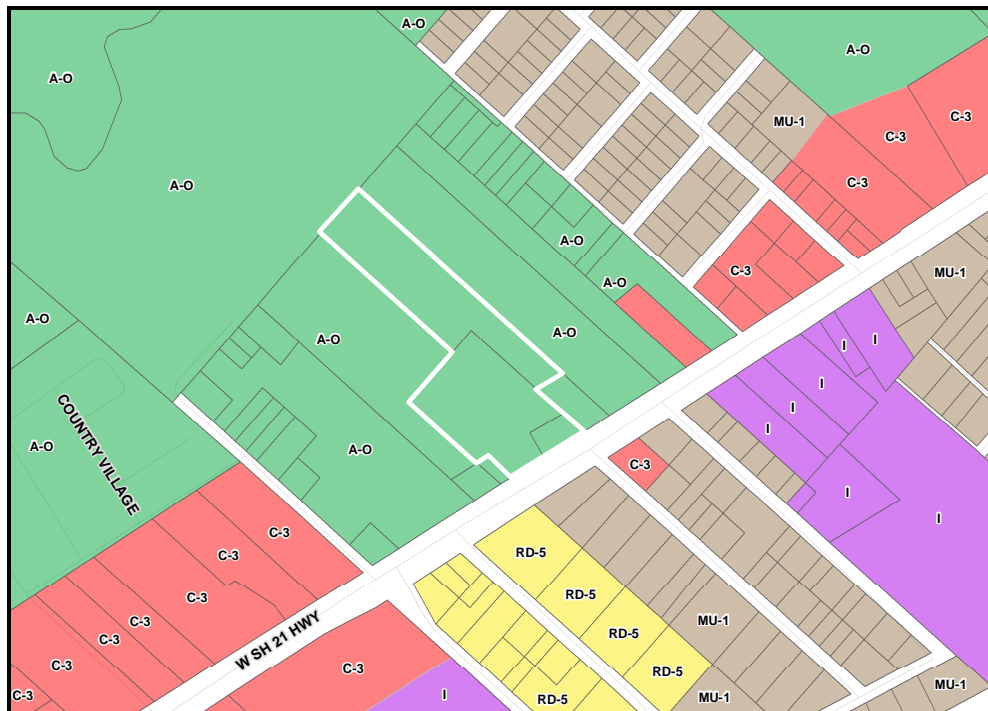 A-O
A-O
A-O
C-3
MU-1
C-3
C-3
A-O
A-O
C-3
MU-1
A-O
A-O
A-O
A-O
I
I
I
I
I
COUNTRY VILLAGE
A-O
A-O
C-3
I
I
C-3
C-3
RD-5
C-3
RD-5
C-3
MU-1
C-3
RD-5
W SH 21 HWY
C-3
C-3
RD-5
MU-1
C-3
I
RD-5
MU-1